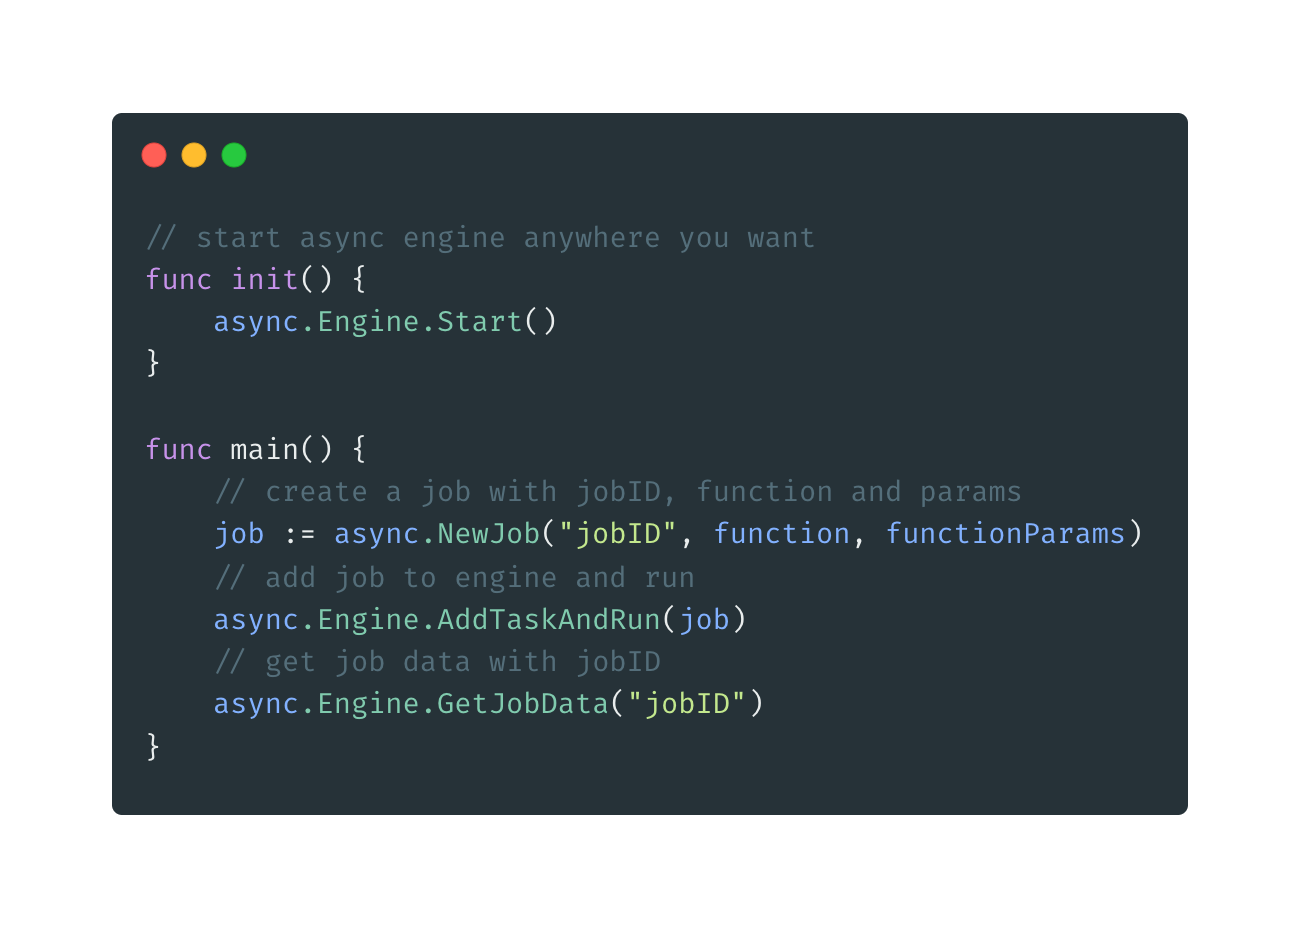 // start async engine anywhere you want
func init() {
    async.Engine.Start()
}

func main() {
    // create a job with jobID, function and params
    job := async.NewJob("jobID", function, functionParams)
    // add job to engine and run
    async.Engine.AddTaskAndRun(job)
    // get job data with jobID
    async.Engine.GetJobData("jobID")
}